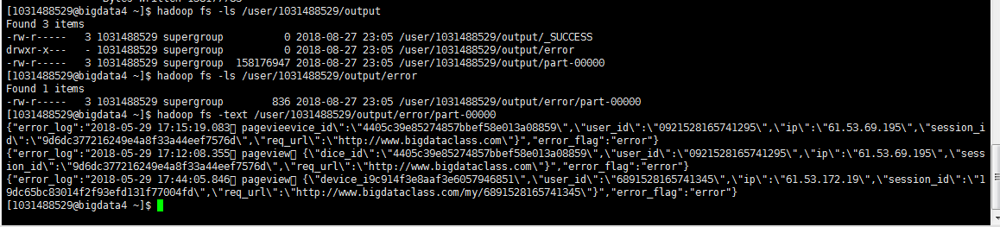 [1031488529@bigdata4 ~]$ hadoop fs -ls /user/1031488529/output
Found 3 items
-rw-r----- 3 1031488529 supergroup 0 2018-08-27 23:05 /user/1031488529/output/_SUCCESS
drwxr-x--- - 1031488529 supergroup 0 2018-08-27 23:05 /user/1031488529/output/error
-rw-r----- 3 1031488529 supergroup 158176947 2018-08-27 23:05 /user/1031488529/output/part-00000
[1031488529@bigdata4 ~]$ hadoop fs -ls /user/1031488529/output/error
Found 1 items
-rw-r----- 3 1031488529 supergroup 836 2018-08-27 23:05 /user/1031488529/output/error/part-00000
[1031488529@bigdata4 ~]$ hadoop fs -text /user/1031488529/output/error/part-00000
{"error_log":"2018-05-29 17:15:19.083 pagevieevice_id\":\"4405c39e85274857bbef58e013a08859\",\"user_id\":\"0921528165741295\",\"ip\":\"61.53.69.195\",\"session_i
d\":\"9d6dc377216249e4a8f33a44eef7576d\",\"req_url\":\"http://www.bigdataclass.com\"}","error_flag":"error"}
{"error_log":"2018-05-29 17:12:08.355 pageview {\"dice_id\":\"4405c39e85274857bbef58e013a08859\",\"user_id\":\"0921528165741295\",\"ip\":\"61.53.69.195\",\"sess
ion_id\":\"9d6dc377216249e4a8f33a44eef7576d\",\"req_url\":\"http://www.bigdataclass.com\"}","error_flag":"error"}
{"error_log":"2018-05-29 17:44:05.846 pageview {\"device_i9c914f3e8aaf3e6057946851\",\"user_id\":\"6891528165741345\",\"ip\":\"61.53.172.19\",\"session_id\":\"1
9dc65bc83014f2f93efd131f77004fd\",\"req_url\":\"http://www.bigdataclass.com/my/6891528165741345\"}","error_flag":"error"}
[1031488529@bigdata4 ~]$